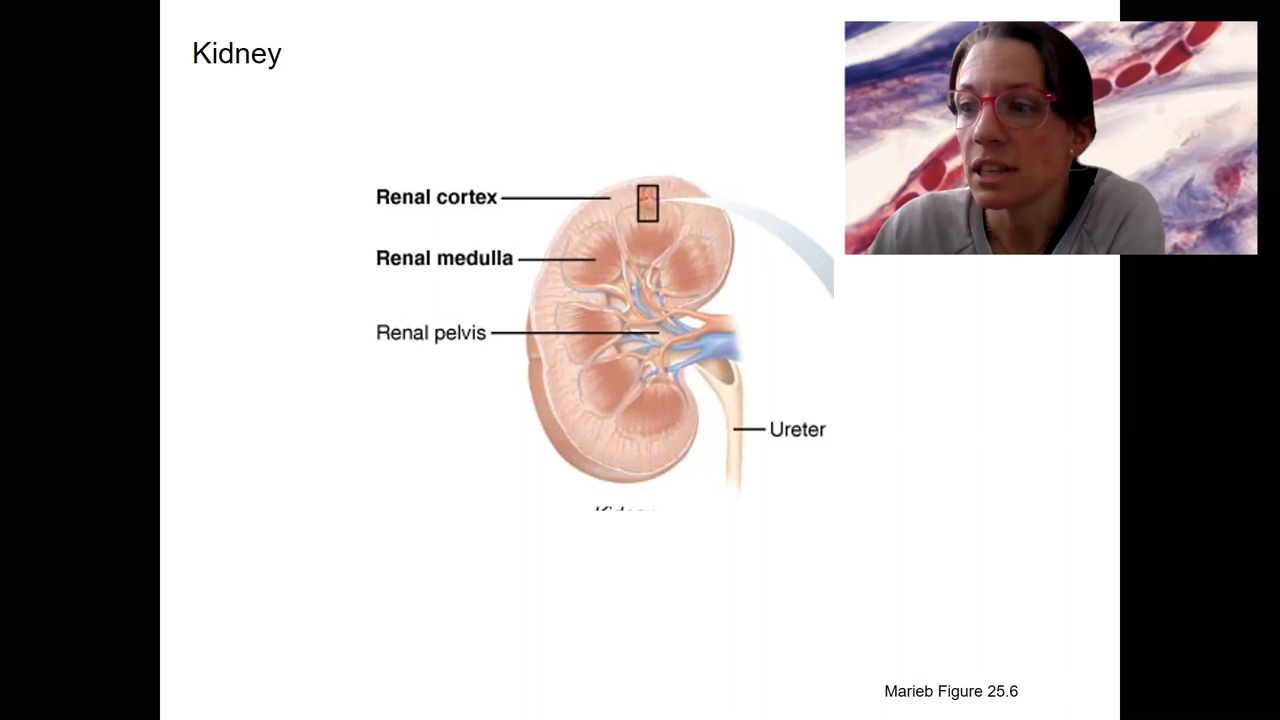 Kidney
Renal cortex
Renal medulla
Renal pelvis
Ureter
Marieb Figure 25.6